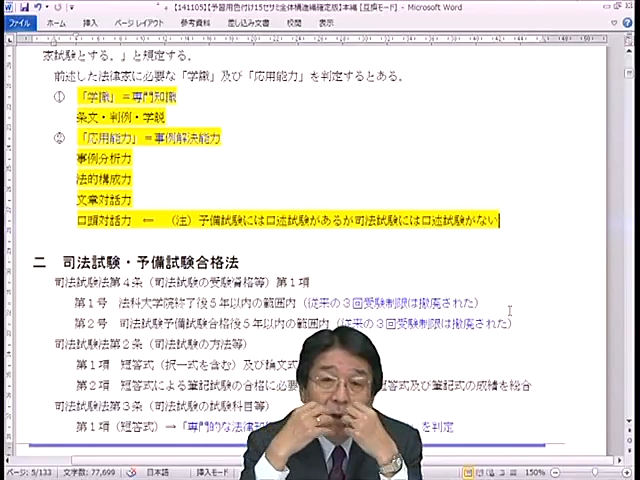 【141105】【予習用色付け15ゼサミ全体構造編確定版】本編 [互換モード] - Microsoft Word
ファイル ホーム 挿入 ページ レイアウト 参考資料 差し込み文書 校閲 表示
家試験とする。」と規定する。
前述した法律家に必要な「学識」及び「応用能力」を判定するとある。
① 「学識」＝専門知識
条文・判例・学説
② 「応用能力」＝事例解決能力
事例分析力
法的構成力
文章対話力
口頭対話力 ⇐ （注）予備試験には口述試験があるが司法試験には口述試験がない
二 司法試験・予備試験合格法
司法試験法第４条（司法試験の受験資格等）第１項
第１号 法科大学院終了後５年以内の範囲内（従来の３回受験制限は撤廃された）
第２号 司法試験予備試験合格後５年以内の範囲内（従来の３回受験制限は撤廃された）
司法試験法第２条（司法試験の方法等）
第１項 短答式（択一式を含む）及び論文式
第２項 短答式による筆記試験の合格に必要 短答式及び筆記式の成績を総合
司法試験法第３条（司法試験の試験科目等）
第１項（短答式）→「専門的な法律知識 」を判定
ページ: 5/133 文字数: 77,699 日本語 挿入モード 150%